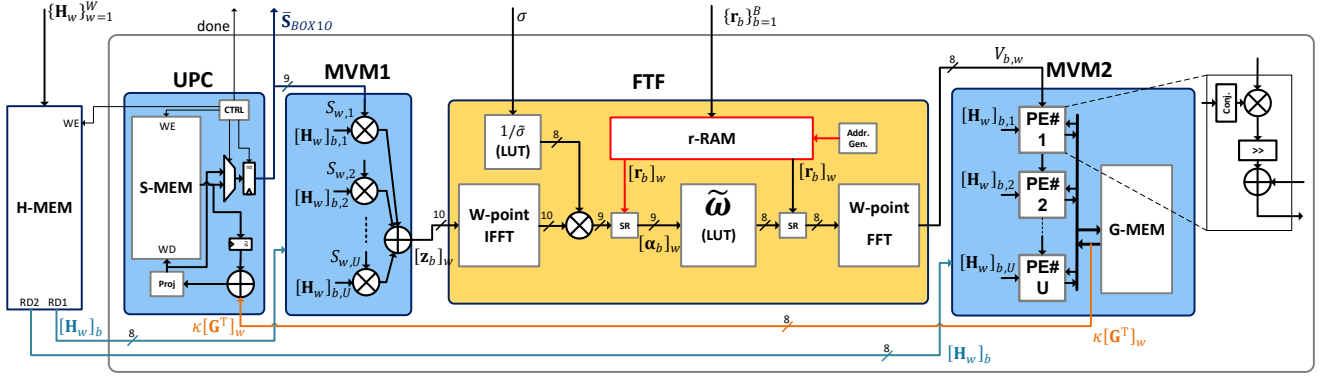 {𝐇_w}_{w=1}^W
done
𝐬̄_{BOX10}
σ
{𝐫_b}_{b=1}^B
8
V_{b,w}
UPC
MVM1
FTF
MVM2
9
CTRL
WE
WE
S-MEM
WD
Proj
H-MEM
RD2 RD1
S_{w,1}
[𝐇_w]_{b,1}
S_{w,2}
[𝐇_w]_{b,2}
S_{w,U}
[𝐇_w]_{b,U}
10
[𝐳_b]_w
1/σ̃
(LUT)
8
W-point
IFFT
10
9
SR
[𝐫_b]_w
9
[𝛂_b]_w
r-RAM
Addr.
Gen.
𝛚̃
(LUT)
8
[𝐫_b]_w
SR
8
W-point
FFT
[𝐇_w]_{b,1}
PE#
1
[𝐇_w]_{b,2}
PE#
2
[𝐇_w]_{b,U}
PE#
U
G-MEM
Conj.
>>
[𝐇_w]_b
8
κ[𝐆^T]_w
8
κ[𝐆^T]_w
8
[𝐇_w]_b